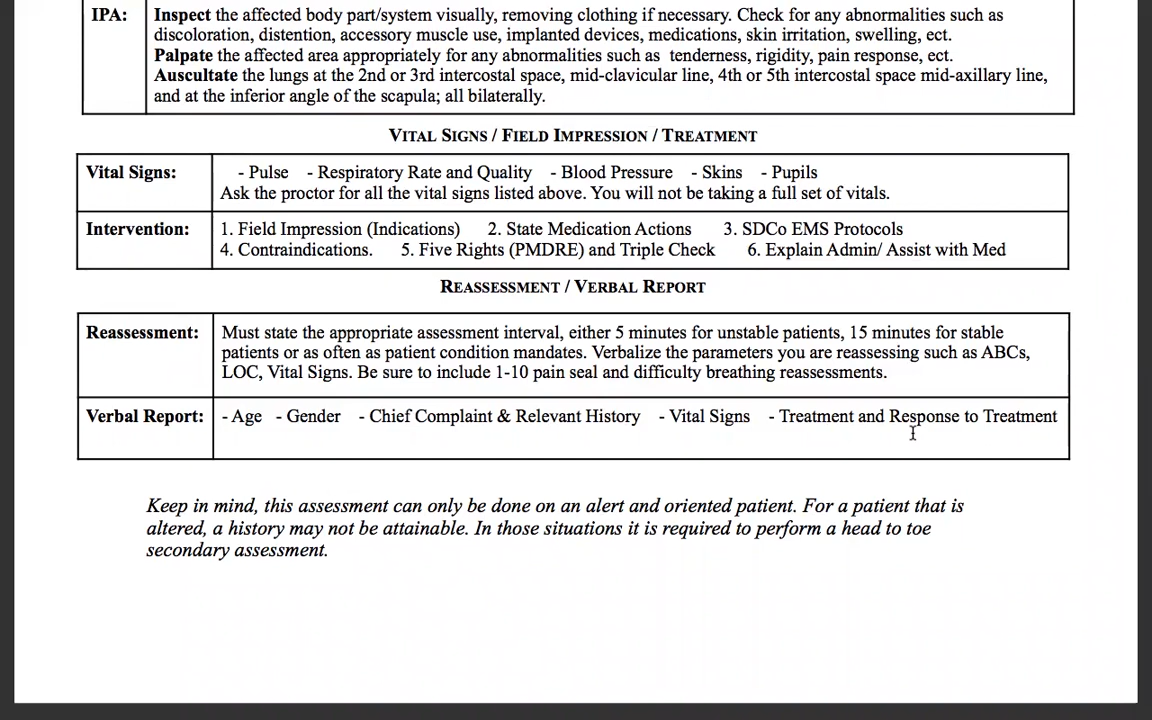 IPA: Inspect the affected body part/system visually, removing clothing if necessary. Check for any abnormalities such as
discoloration, distention, accessory muscle use, implanted devices, medications, skin irritation, swelling, ect.
Palpate the affected area appropriately for any abnormalities such as tenderness, rigidity, pain response, ect.
Auscultate the lungs at the 2nd or 3rd intercostal space, mid-clavicular line, 4th or 5th intercostal space mid-axillary line,
and at the inferior angle of the scapula; all bilaterally.
VITAL SIGNS / FIELD IMPRESSION / TREATMENT
Vital Signs: - Pulse - Respiratory Rate and Quality - Blood Pressure - Skins - Pupils
Ask the proctor for all the vital signs listed above. You will not be taking a full set of vitals.
Intervention: 1. Field Impression (Indications) 2. State Medication Actions 3. SDCo EMS Protocols
4. Contraindications. 5. Five Rights (PMDRE) and Triple Check 6. Explain Admin/ Assist with Med
REASSESSMENT / VERBAL REPORT
Reassessment: Must state the appropriate assessment interval, either 5 minutes for unstable patients, 15 minutes for stable
patients or as often as patient condition mandates. Verbalize the parameters you are reassessing such as ABCs,
LOC, Vital Signs. Be sure to include 1-10 pain seal and difficulty breathing reassessments.
Verbal Report: - Age - Gender - Chief Complaint & Relevant History - Vital Signs - Treatment and Response to Treatment
Keep in mind, this assessment can only be done on an alert and oriented patient. For a patient that is
altered, a history may not be attainable. In those situations it is required to perform a head to toe
secondary assessment.